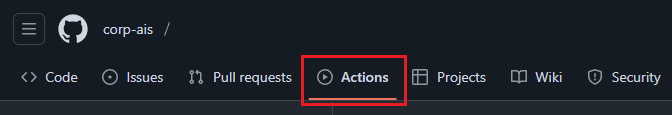 corp-ais /
Code Issues Pull requests Actions Projects Wiki Security